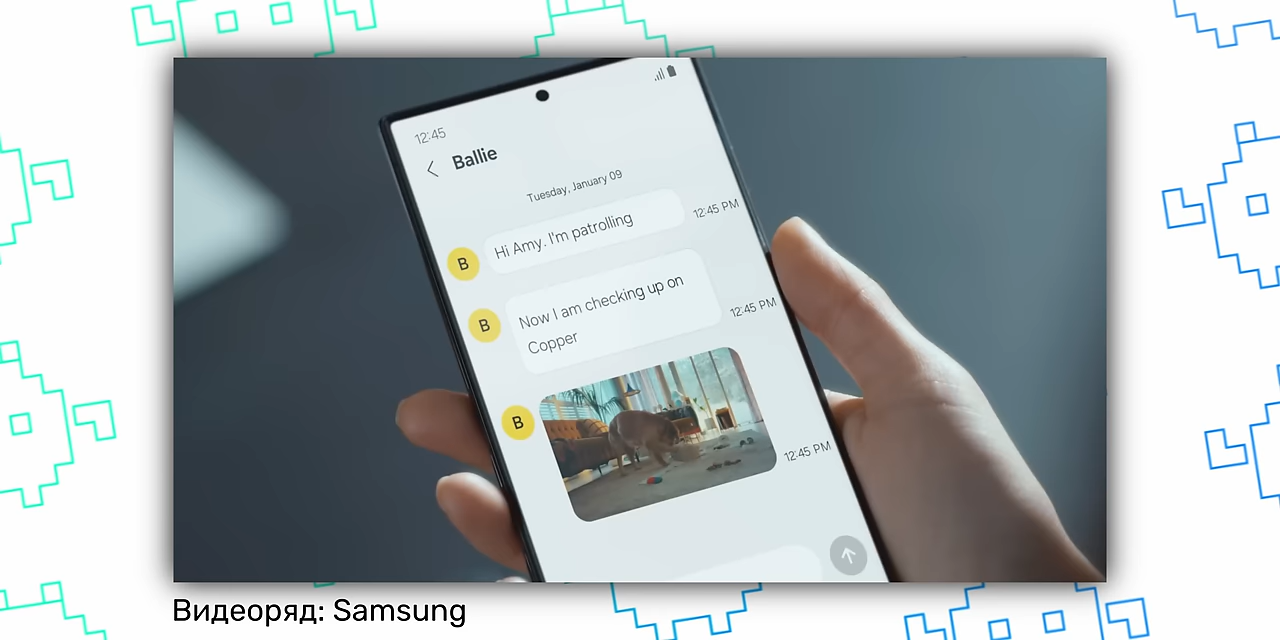 12:45
Ballie
Tuesday, January 09
B
Hi Amy. I'm patrolling
12:45 PM
B
Now I am checking up on
Copper
12:45 PM
B
12:45 PM
Видеоряд: Samsung